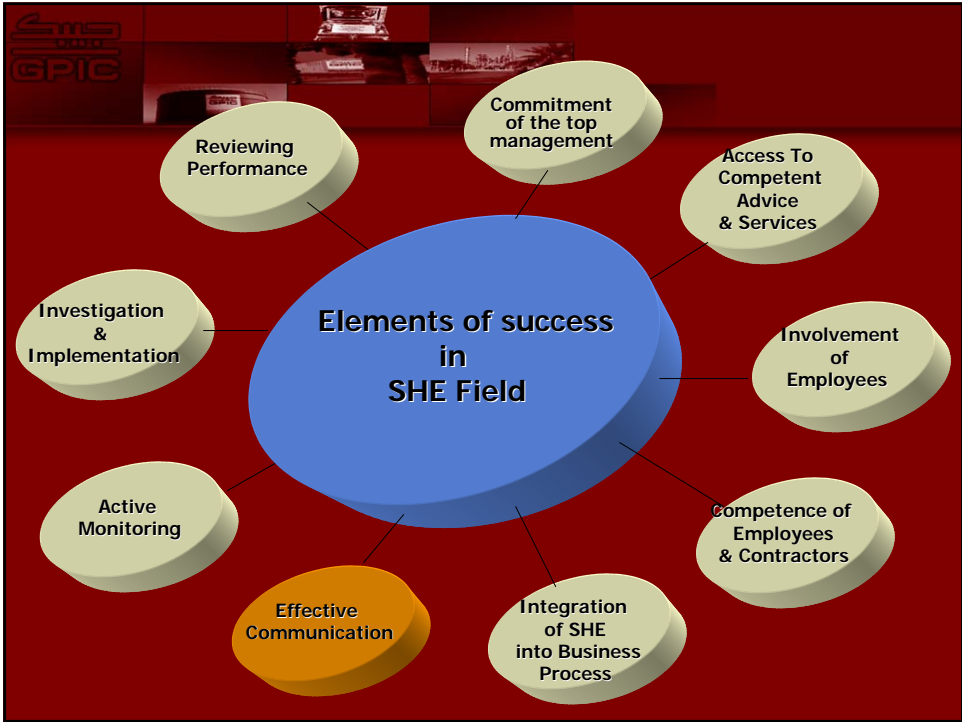 جيبك
GPIC
Commitment
of the top
management
Reviewing
Performance
Access To
Competent
Advice
& Services
Investigation
&
Implementation
Elements of success
in
SHE Field
Involvement
of
Employees
Active
Monitoring
Competence of
Employees
& Contractors
Effective
Communication
Integration
of SHE
into Business
Process